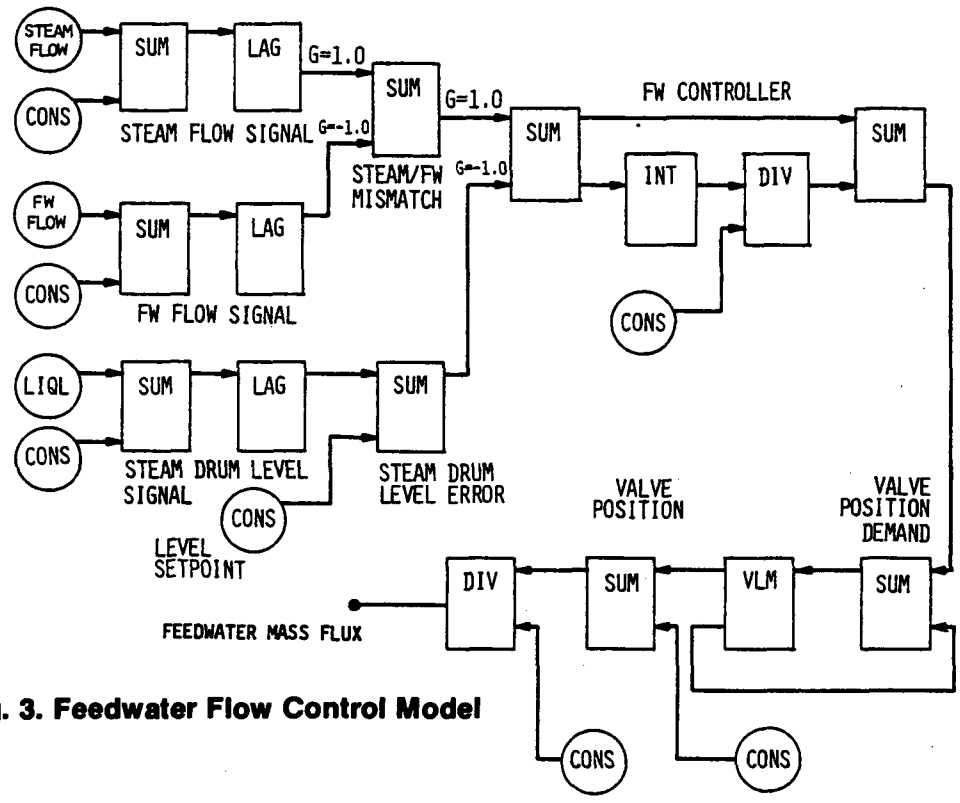 STEAM
FLOW
SUM
LAG
G=1.0
SUM
G=1.0
CONS
STEAM FLOW SIGNAL
G=-1.0
STEAM/FW
MISMATCH
G=-1.0
SUM
FW CONTROLLER
SUM
INT
DIV
CONS
FW
FLOW
SUM
LAG
CONS
FW FLOW SIGNAL
LIQL
SUM
LAG
SUM
CONS
STEAM DRUM LEVEL
SIGNAL
STEAM DRUM
LEVEL ERROR
CONS
LEVEL
SETPOINT
VALVE
POSITION
VALVE
POSITION
DEMAND
DIV
SUM
VLM
SUM
FEEDWATER MASS FLUX
. 3. Feedwater Flow Control Model
CONS
CONS